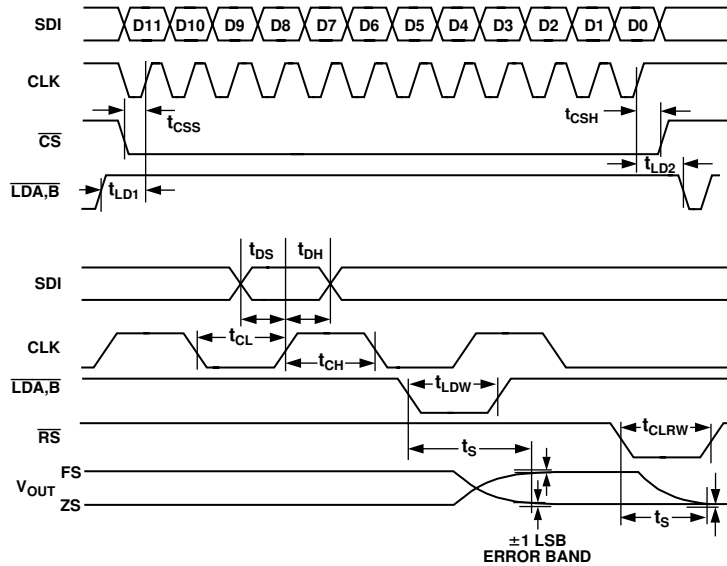 SDI D11 D10 D9 D8 D7 D6 D5 D4 D3 D2 D1 D0
CLK
tCSS tCSH
CS
tLD2
LDA,B tLD1
tDS tDH
SDI
tCL
CLK
tCH
LDA,B tLDW
RS tCLRW
tS
FS
VOUT
ZS
tS
±1 LSB
ERROR BAND